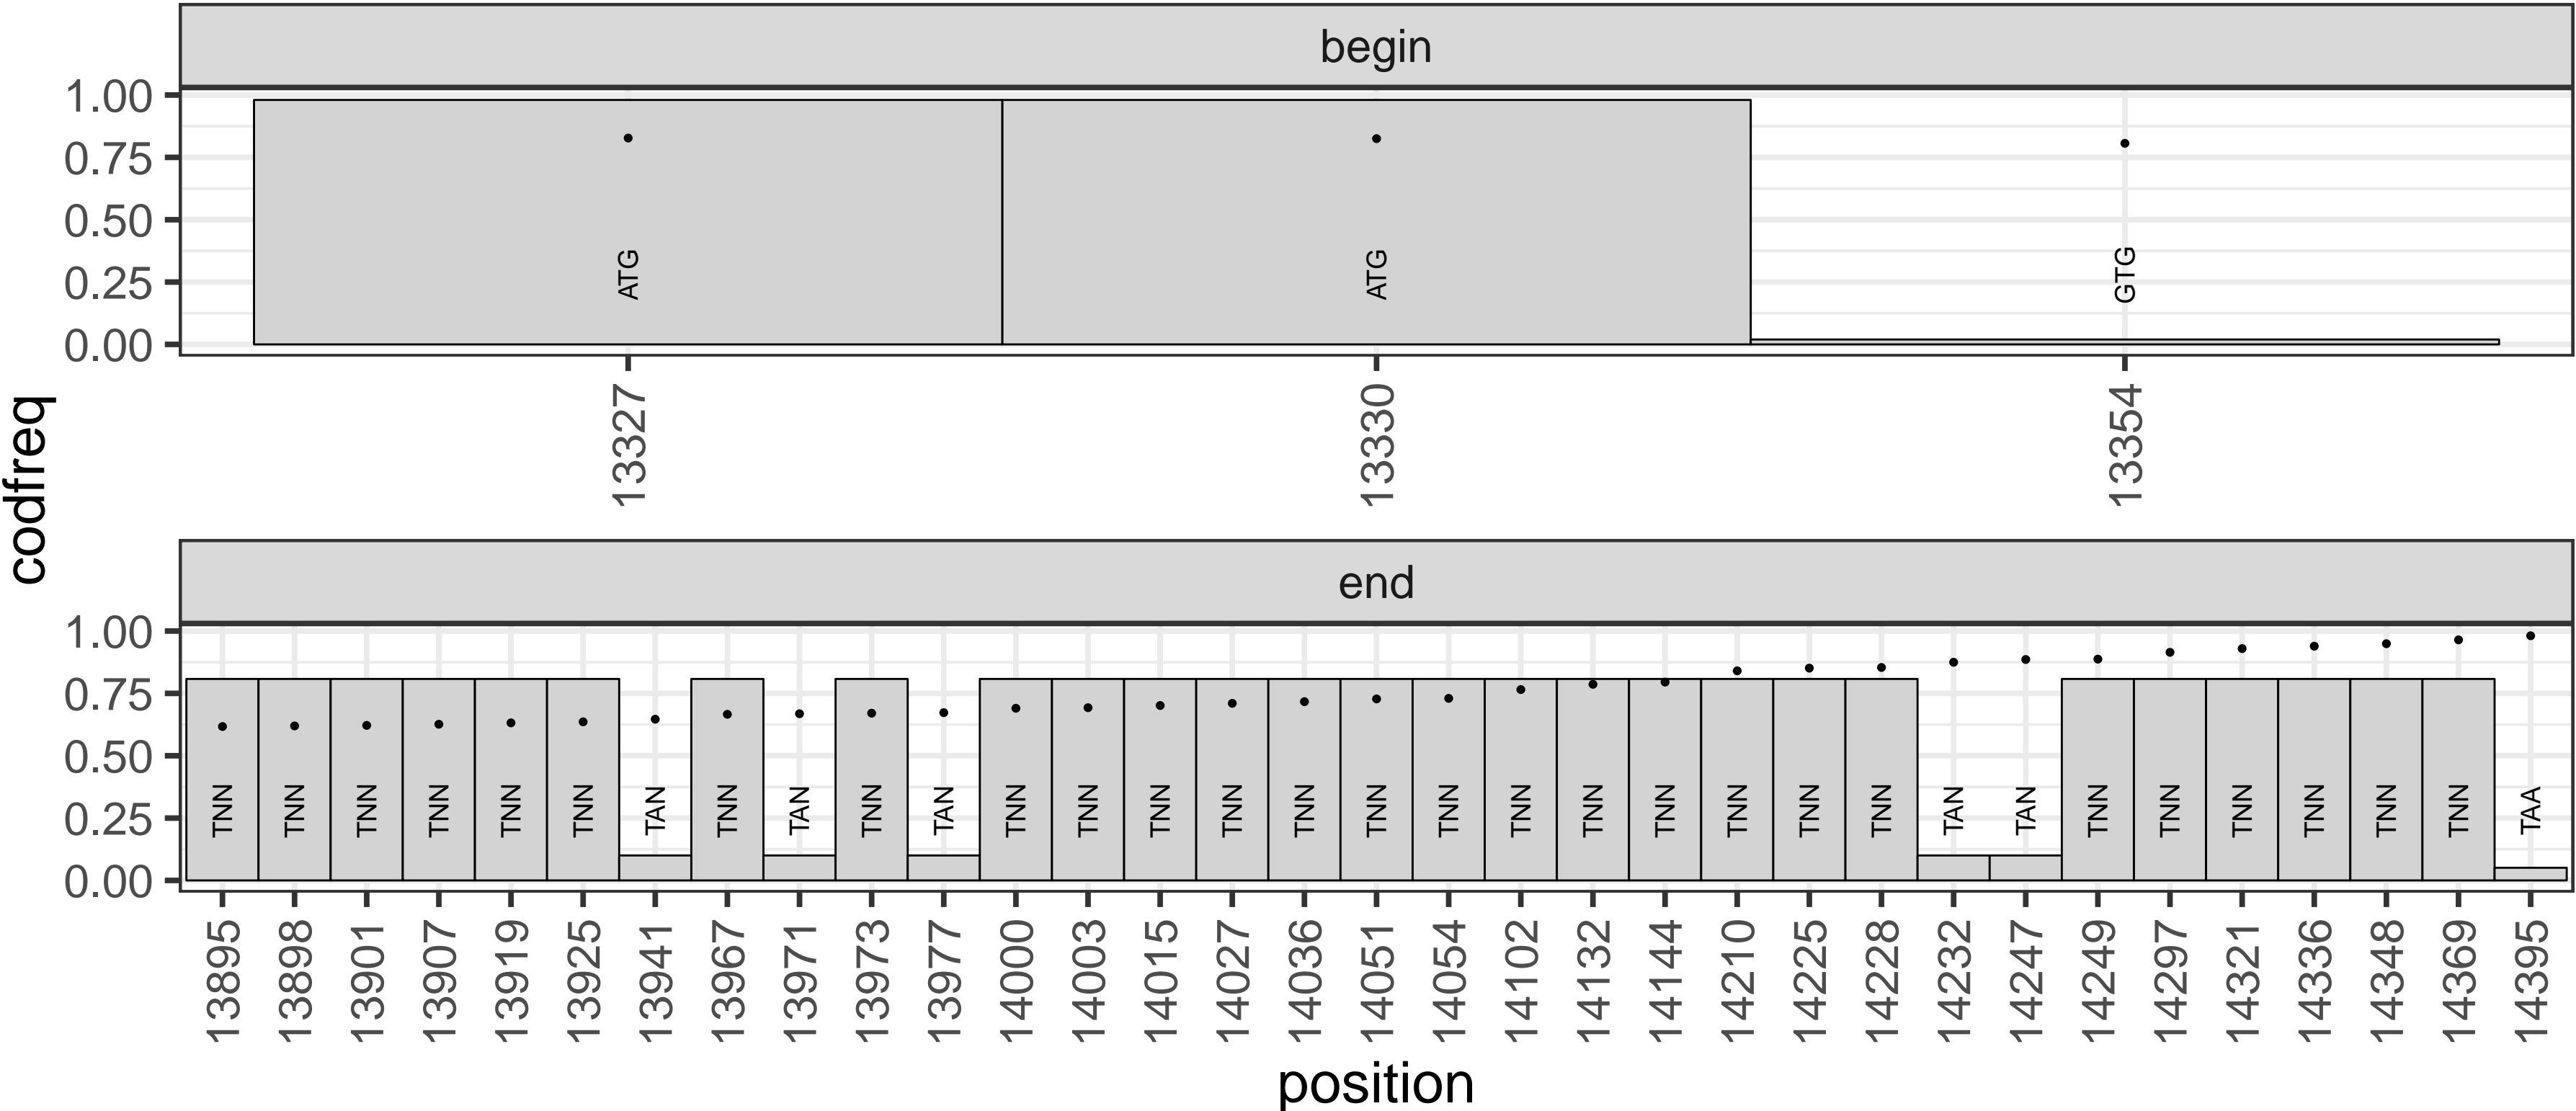 begin
1.00
0.75
0.50
0.25
0.00
ATG ATG GTG
13327 13330 13354
codfreq
end
1.00
0.75
0.50
0.25
0.00
TNN TNN TNN TNN TNN TNN TAN TNN TAN TNN TAN TNN TNN TNN TNN TNN TNN TNN TNN TNN TNN TNN TNN TNN TAN TAN TNN TNN TNN TNN TNN TNN TAA
13895 13898 13901 13907 13919 13925 13941 13967 13971 13973 13977 14000 14003 14015 14027 14036 14051 14054 14102 14132 14144 14210 14225 14228 14232 14247 14249 14297 14321 14336 14348 14369 14395
position